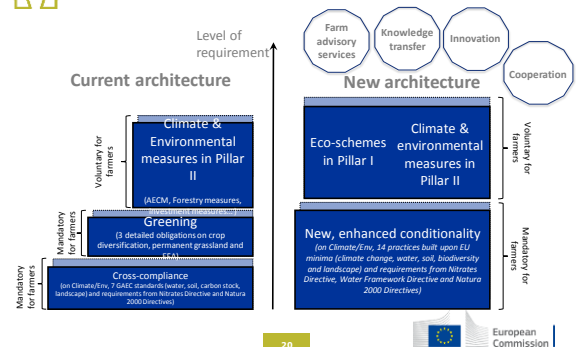 Level of
requirement
Farm
advisory
services
Knowledge
transfer
Innovation
Cooperation
Current architecture
New architecture
Voluntary for
farmers
Climate &
Environmental
measures in Pillar
II
(AECM, Forestry measures,
investment measures...)
Mandatory
for farmers
Greening
(3 detailed obligations on crop
diversification, permanent grassland and
EFA)
Mandatory
for farmers
Cross-compliance
(on Climate/Env, 7 GAEC standards (water, soil, carbon stock,
landscape) and requirements from Nitrates Directive and Natura
2000 Directives)
Eco-schemes
in Pillar I
Climate &
environmental
measures in
Pillar II
Voluntary for
farmers
New, enhanced conditionality
(on Climate/Env, 14 practices built upon EU
minima (climate change, water, soil, biodiversity
and landscape) and requirements from Nitrates
Directive, Water Framework Directive and Natura
2000 Directives)
Mandatory for
farmers
20
European
Commission